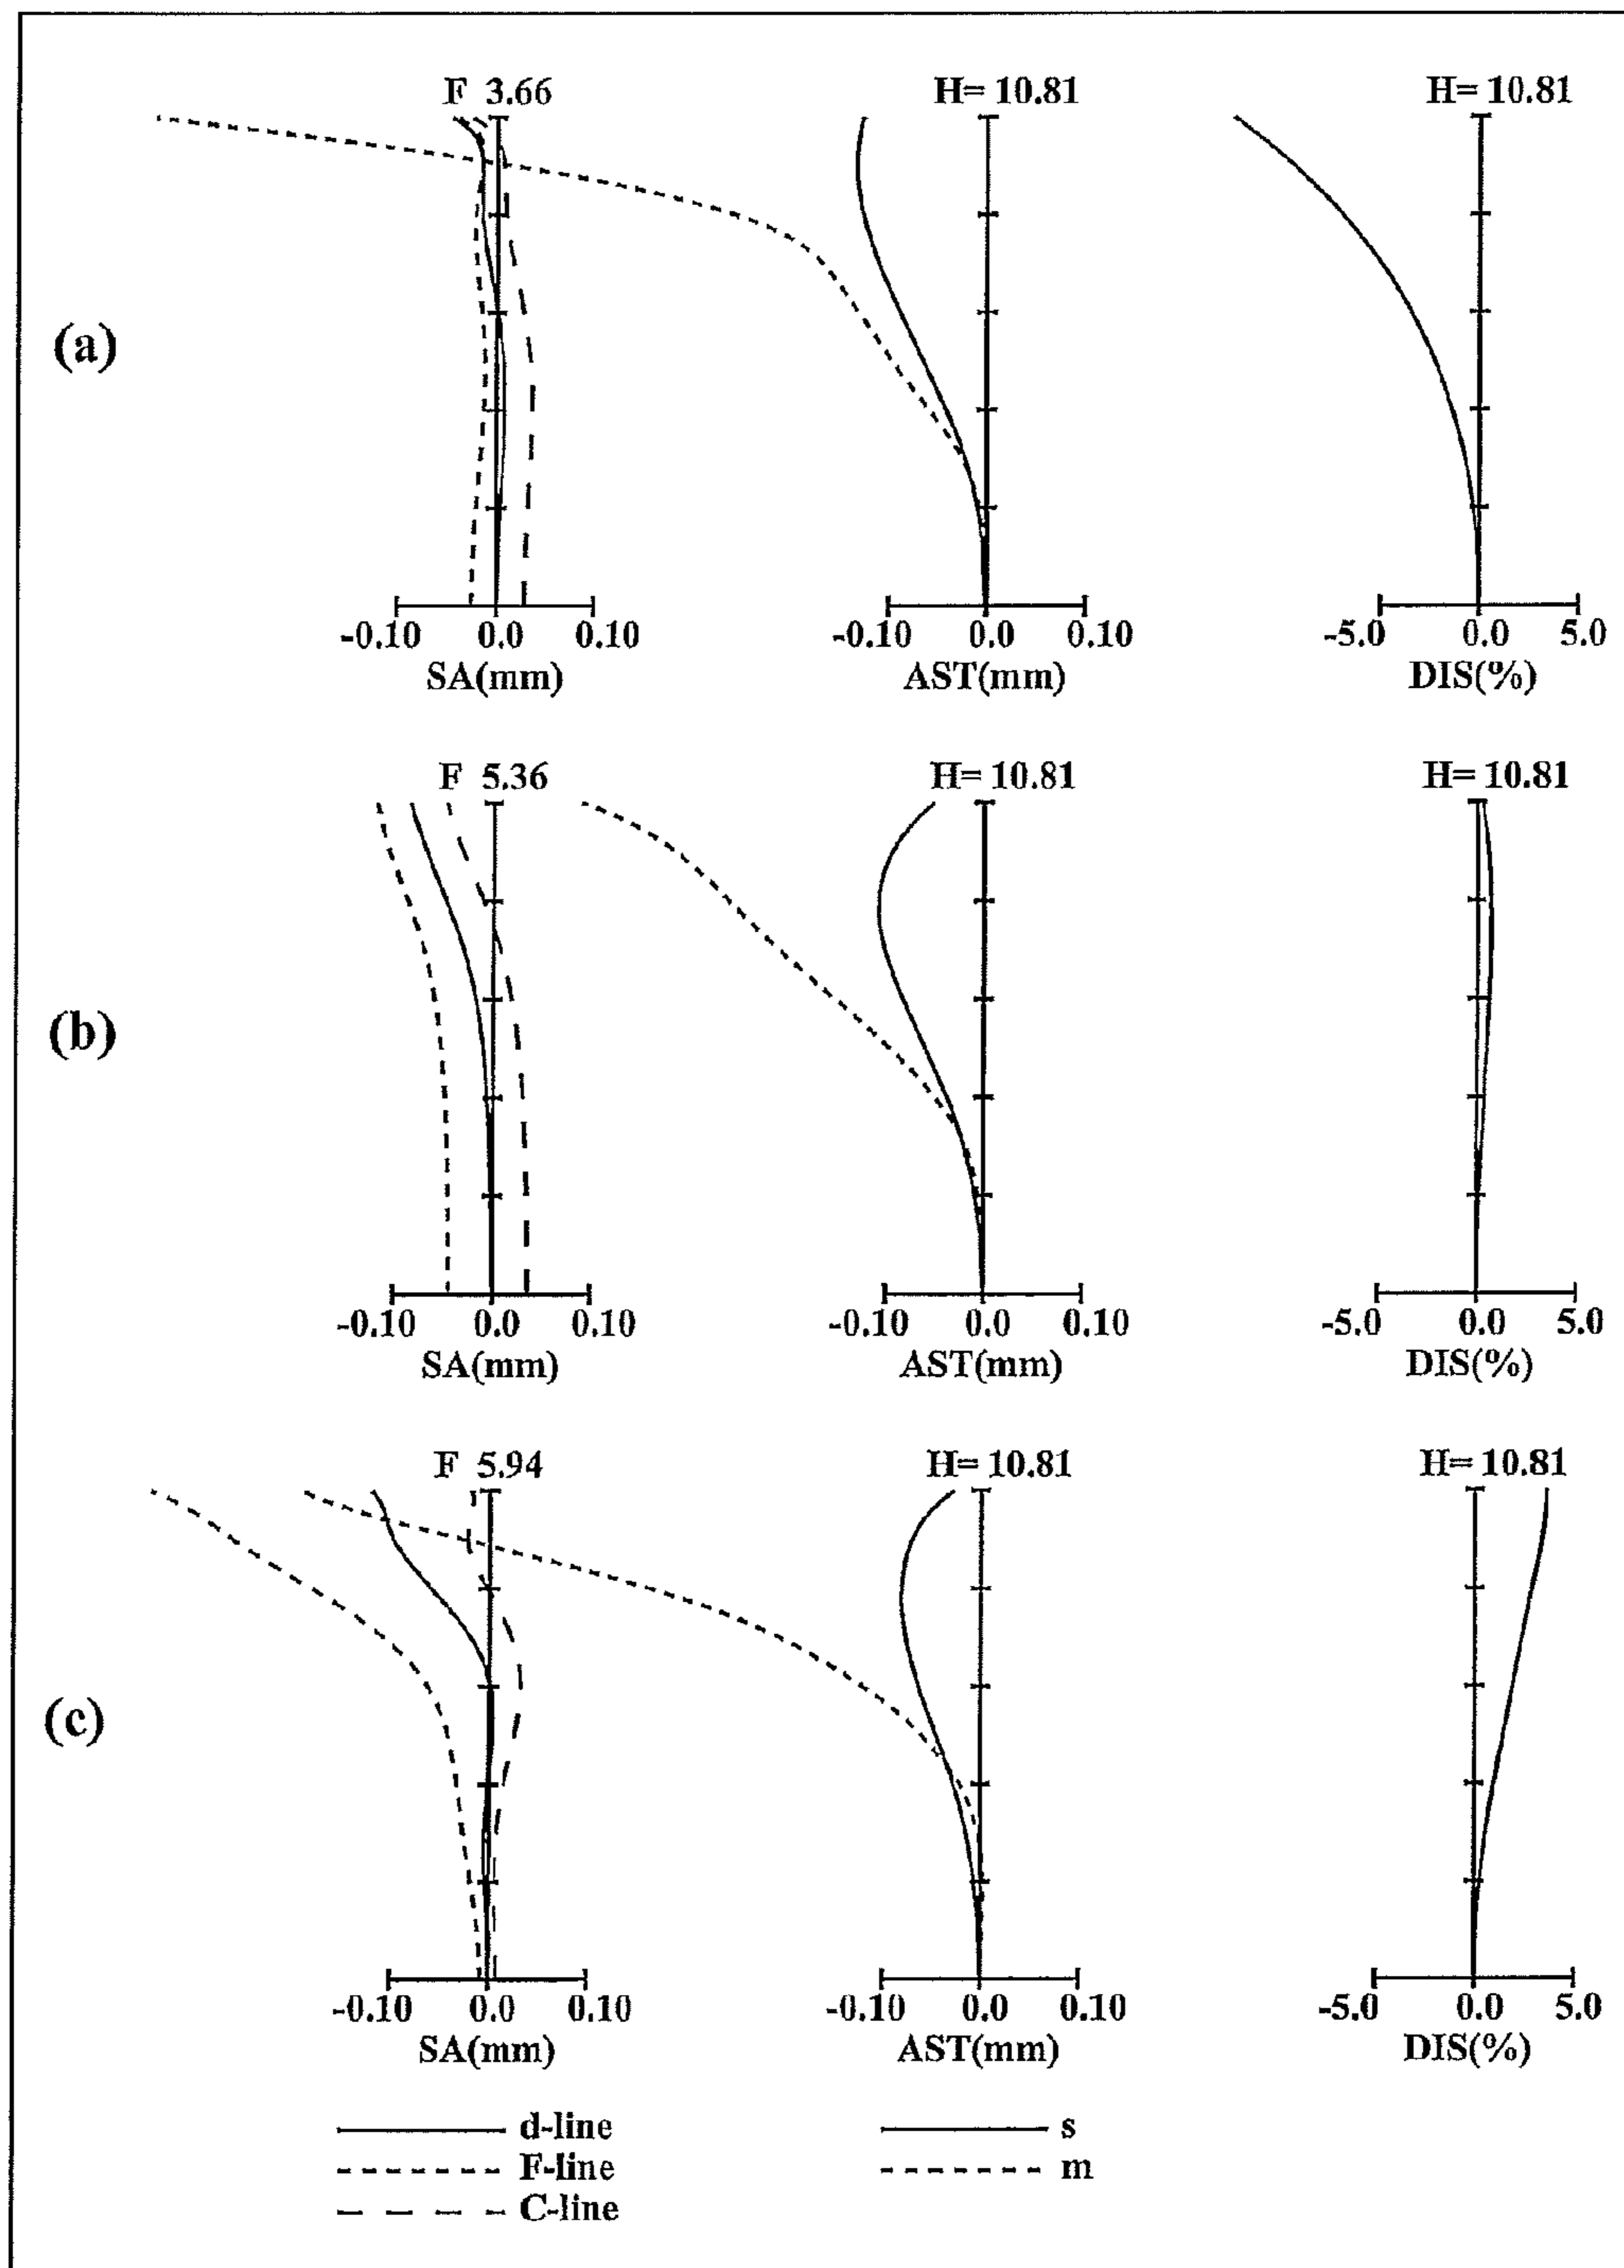 F 3.66 H= 10.81 H= 10.81
(a)
-0.10 0.0 0.10 -0.10 0.0 0.10 -5.0 0.0 5.0
SA(mm) AST(mm) DIS(%)
F 5.36 H= 10.81 H= 10.81
(b)
-0.10 0.0 0.10 -0.10 0.0 0.10 -5.0 0.0 5.0
SA(mm) AST(mm) DIS(%)
F 5.94 H= 10.81 H= 10.81
(c)
-0.10 0.0 0.10 -0.10 0.0 0.10 -5.0 0.0 5.0
SA(mm) AST(mm) DIS(%)
d-line s
F-line m
C-line